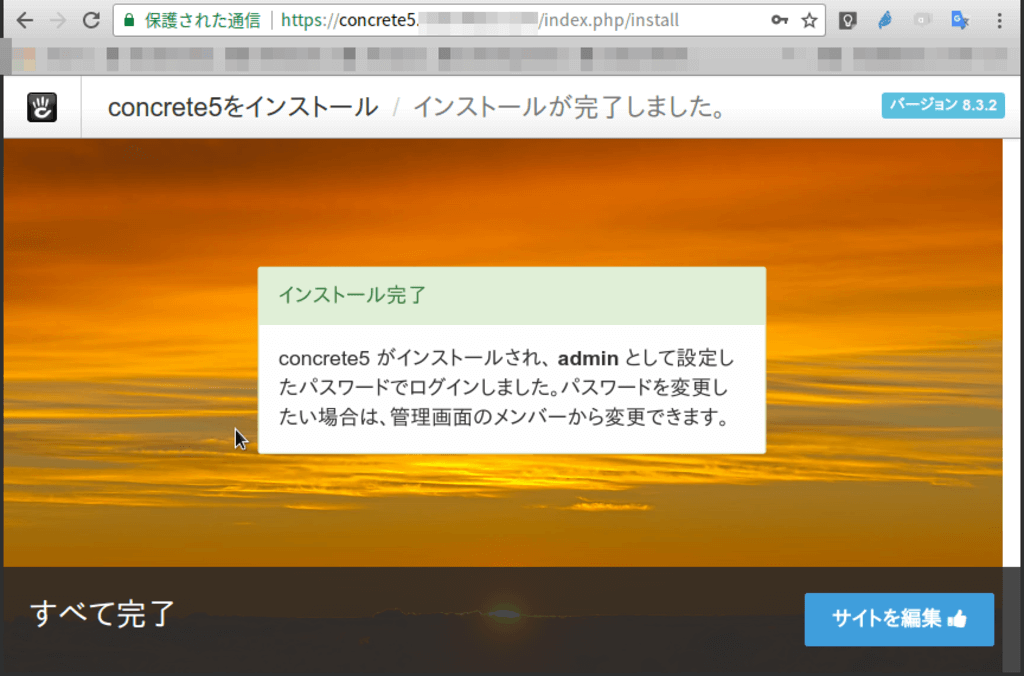 保護された通信 https://concrete5. /index.php/install
concrete5をインストール / インストールが完了しました。
バージョン 8.3.2
インストール完了
concrete5 がインストールされ、admin として設定し
たパスワードでログインしました。パスワードを変更し
たい場合は、管理画面のメンバーから変更できます。
すべて完了
サイトを編集